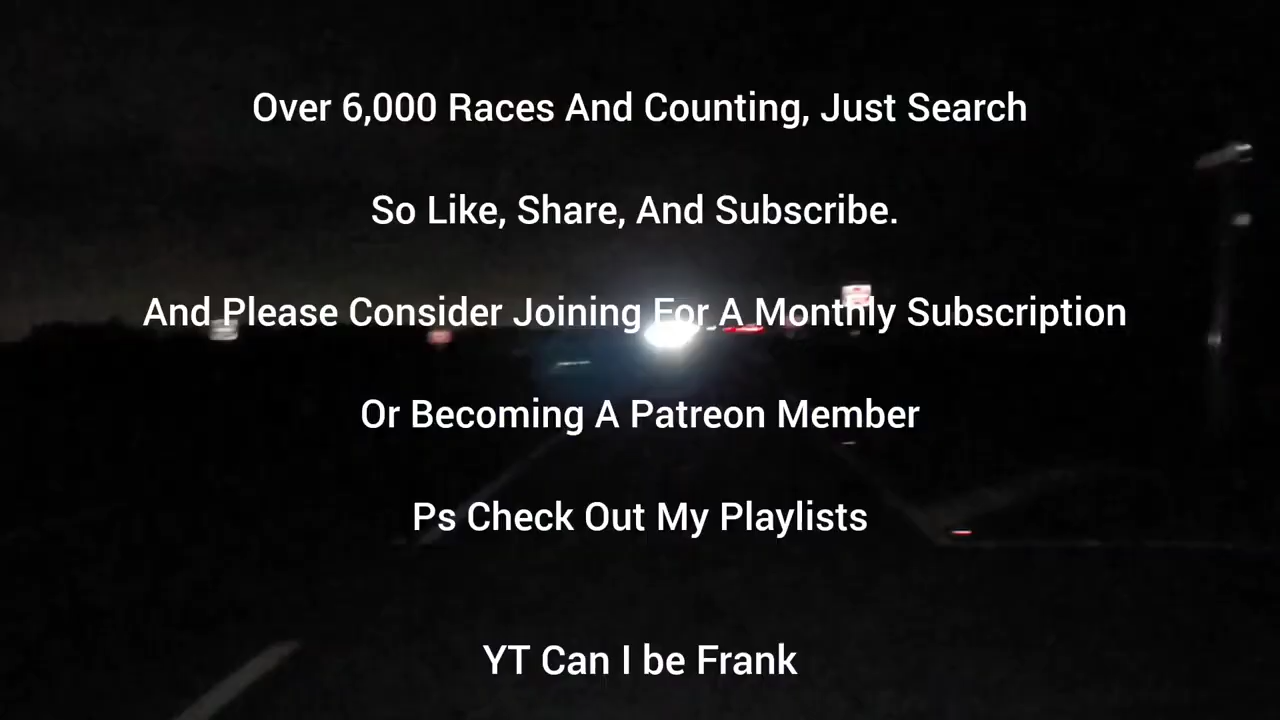 Over 6,000 Races And Counting, Just Search
So Like, Share, And Subscribe.
And Please Consider Joining For A Monthly Subscription
Or Becoming A Patreon Member
Ps Check Out My Playlists
YT Can I be Frank